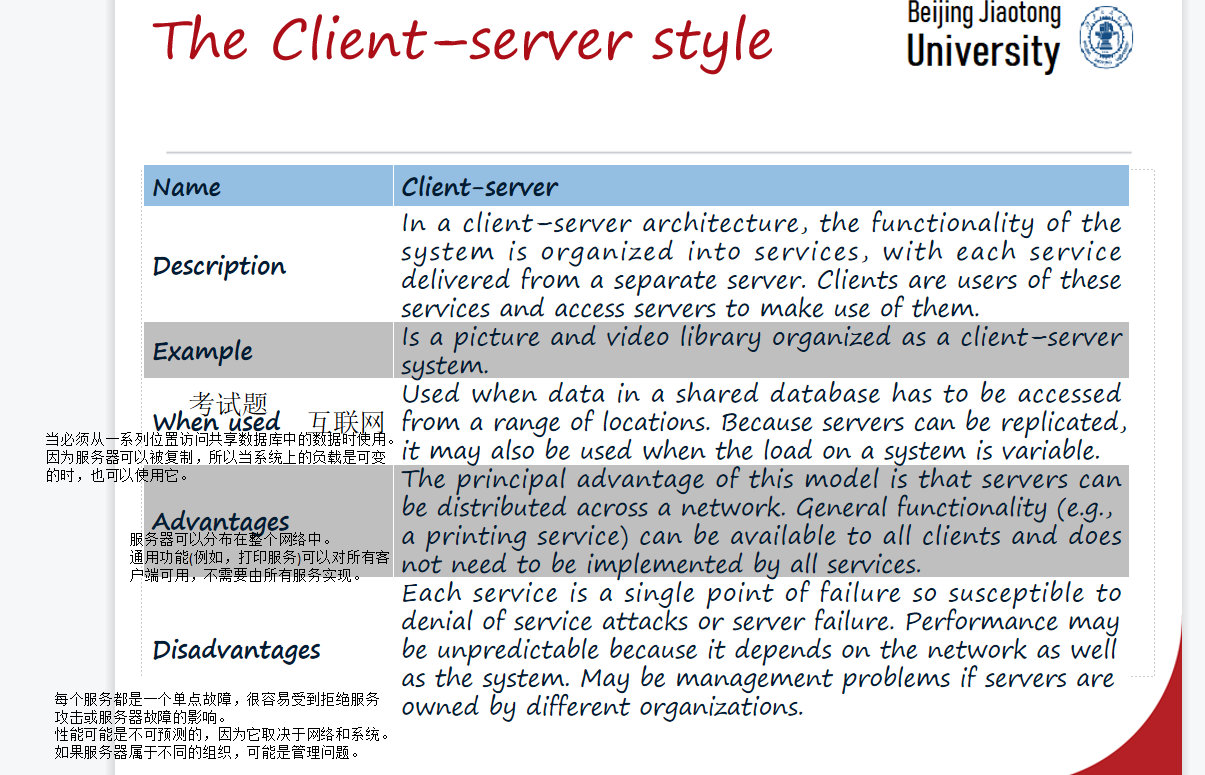 The Client–server style
Beijing Jiaotong
University
Name
Client-server
Description
In a client–server architecture, the functionality of the
system is organized into services, with each service
delivered from a separate server. Clients are users of these
services and access servers to make use of them.
Example
Is a picture and video library organized as a client–server
system.
考试题
When used
互联网
当必须从一系列位置访问共享数据库中的数据时使用。
因为服务器可以被复制，所以当系统上的负载是可变
的时，也可以使用它。
Used when data in a shared database has to be accessed
from a range of locations. Because servers can be replicated,
it may also be used when the load on a system is variable.
Advantages
服务器可以分布在整个网络中。
通用功能(例如，打印服务)可以对所有客
户端可用，不需要由所有服务实现。
The principal advantage of this model is that servers can
be distributed across a network. General functionality (e.g.,
a printing service) can be available to all clients and does
not need to be implemented by all services.
Disadvantages
每个服务都是一个单点故障，很容易受到拒绝服务
攻击或服务器故障的影响。
性能可能是不可预测的，因为它取决于网络和系统。
如果服务器属于不同的组织，可能是管理问题。
Each service is a single point of failure so susceptible to
denial of service attacks or server failure. Performance may
be unpredictable because it depends on the network as well
as the system. May be management problems if servers are
owned by different organizations.